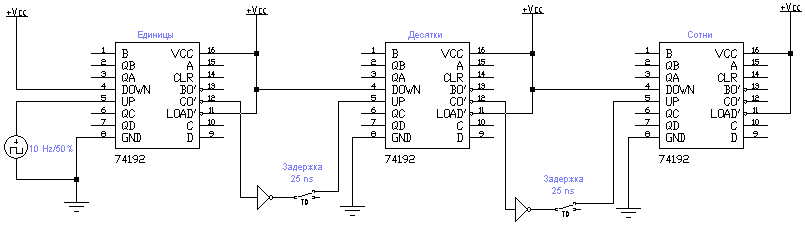 +Vcc +Vcc +Vcc
Единицы Десятки Сотни
1 B VCC 16 1 B VCC 16 1 B VCC 16
2 QB A 15 2 QB A 15 2 QB A 15
3 QA CLR 14 3 QA CLR 14 3 QA CLR 14
4 DOWN BO' 13 4 DOWN BO' 13 4 DOWN BO' 13
5 UP CO' 12 5 UP CO' 12 5 UP CO' 12
6 QC LOAD' 11 6 QC LOAD' 11 6 QC LOAD' 11
7 QD C 10 7 QD C 10 7 QD C 10
8 GND D 9 8 GND D 9 8 GND D 9
10 Hz/50%
74192 74192 74192
Задержка
25 ns
TD
Задержка
25 ns
TD